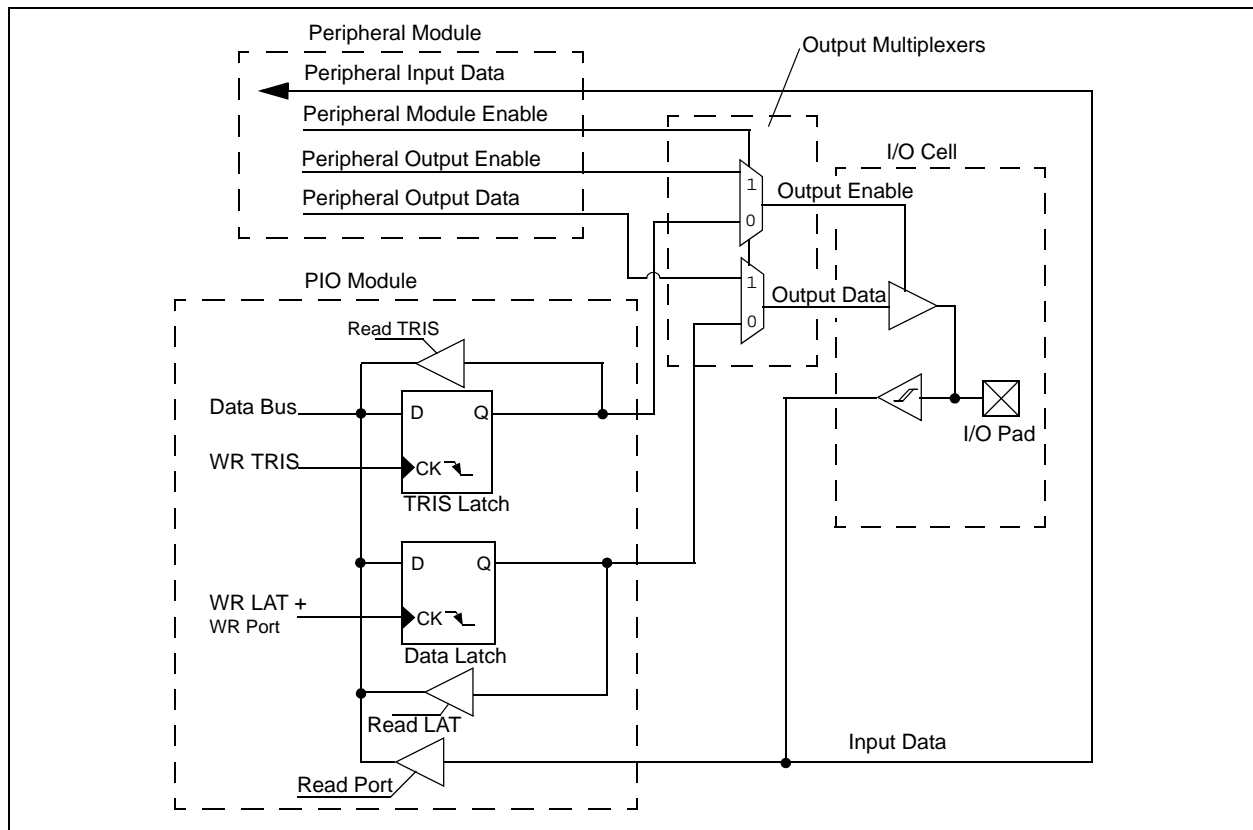 Peripheral Module
Output Multiplexers
Peripheral Input Data
Peripheral Module Enable
I/O Cell
Peripheral Output Enable
1
Output Enable
Peripheral Output Data
0
PIO Module
1
Output Data
0
Read TRIS
Data Bus
D
Q
I/O Pad
WR TRIS
CK
TRIS Latch
D
Q
WR LAT +
WR Port
CK
Data Latch
Read LAT
Input Data
Read Port